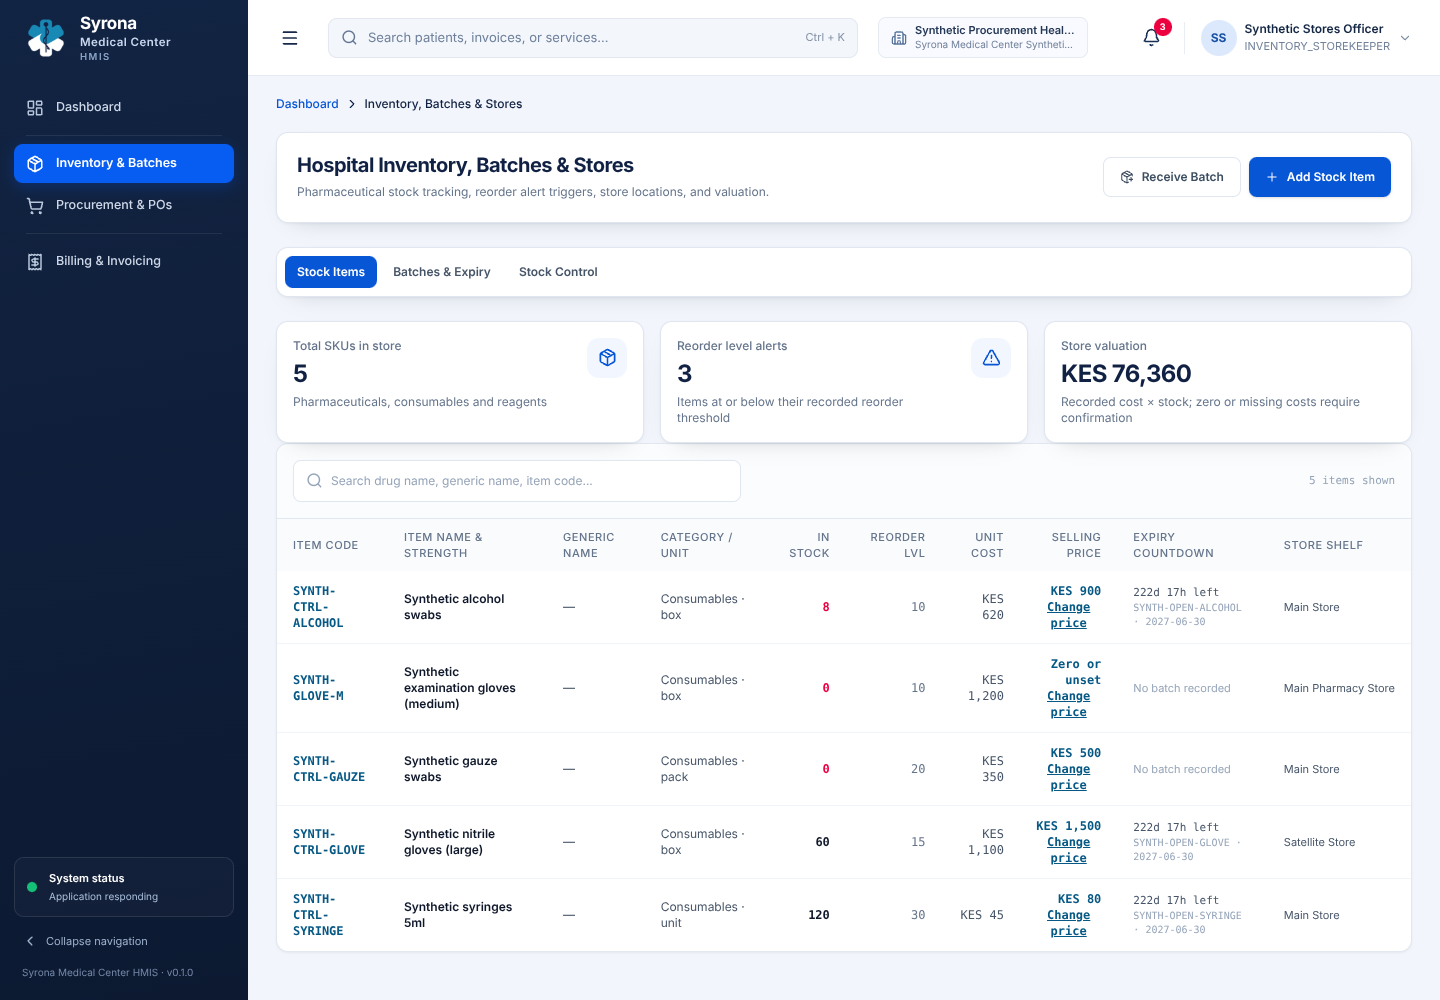 Syrona
Medical Center
HMIS
Dashboard
Inventory & Batches
Procurement & POs
Billing & Invoicing
System status
Application responding
Collapse navigation
Syrona Medical Center HMIS · v0.1.0
Search patients, invoices, or services...
Ctrl + K
Synthetic Procurement Heal...
Syrona Medical Center Syntheti...
3
SS
Synthetic Stores Officer
INVENTORY_STOREKEEPER
Dashboard > Inventory, Batches & Stores
Hospital Inventory, Batches & Stores
Pharmaceutical stock tracking, reorder alert triggers, store locations, and valuation.
Receive Batch
Add Stock Item
Stock Items
Batches & Expiry
Stock Control
Total SKUs in store
5
Pharmaceuticals, consumables and reagents
Reorder level alerts
3
Items at or below their recorded reorder
threshold
Store valuation
KES 76,360
Recorded cost × stock; zero or missing costs require
confirmation
Search drug name, generic name, item code...
5 items shown
ITEM CODE
ITEM NAME &
STRENGTH
GENERIC
NAME
CATEGORY /
UNIT
IN
STOCK
REORDER
LVL
UNIT
COST
SELLING
PRICE
EXPIRY
COUNTDOWN
STORE SHELF
SYNTH-
CTRL-
ALCOHOL
Synthetic alcohol
swabs
—
Consumables ·
box
8
10
KES
620
KES 900
Change
price
222d 17h left
SYNTH-OPEN-ALCOHOL
· 2027-06-30
Main Store
SYNTH-
GLOVE-M
Synthetic
examination gloves
(medium)
—
Consumables ·
box
0
10
KES
1,200
Zero or
unset
Change
price
No batch recorded
Main Pharmacy Store
SYNTH-
CTRL-GAUZE
Synthetic gauze
swabs
—
Consumables ·
pack
0
20
KES
350
KES 500
Change
price
No batch recorded
Main Store
SYNTH-
CTRL-GLOVE
Synthetic nitrile
gloves (large)
—
Consumables ·
box
60
15
KES
1,100
KES 1,500
Change
price
222d 17h left
SYNTH-OPEN-GLOVE ·
2027-06-30
Satellite Store
SYNTH-
CTRL-
SYRINGE
Synthetic syringes
5ml
—
Consumables ·
unit
120
30
KES 45
KES 80
Change
price
222d 17h left
SYNTH-OPEN-SYRINGE
· 2027-06-30
Main Store